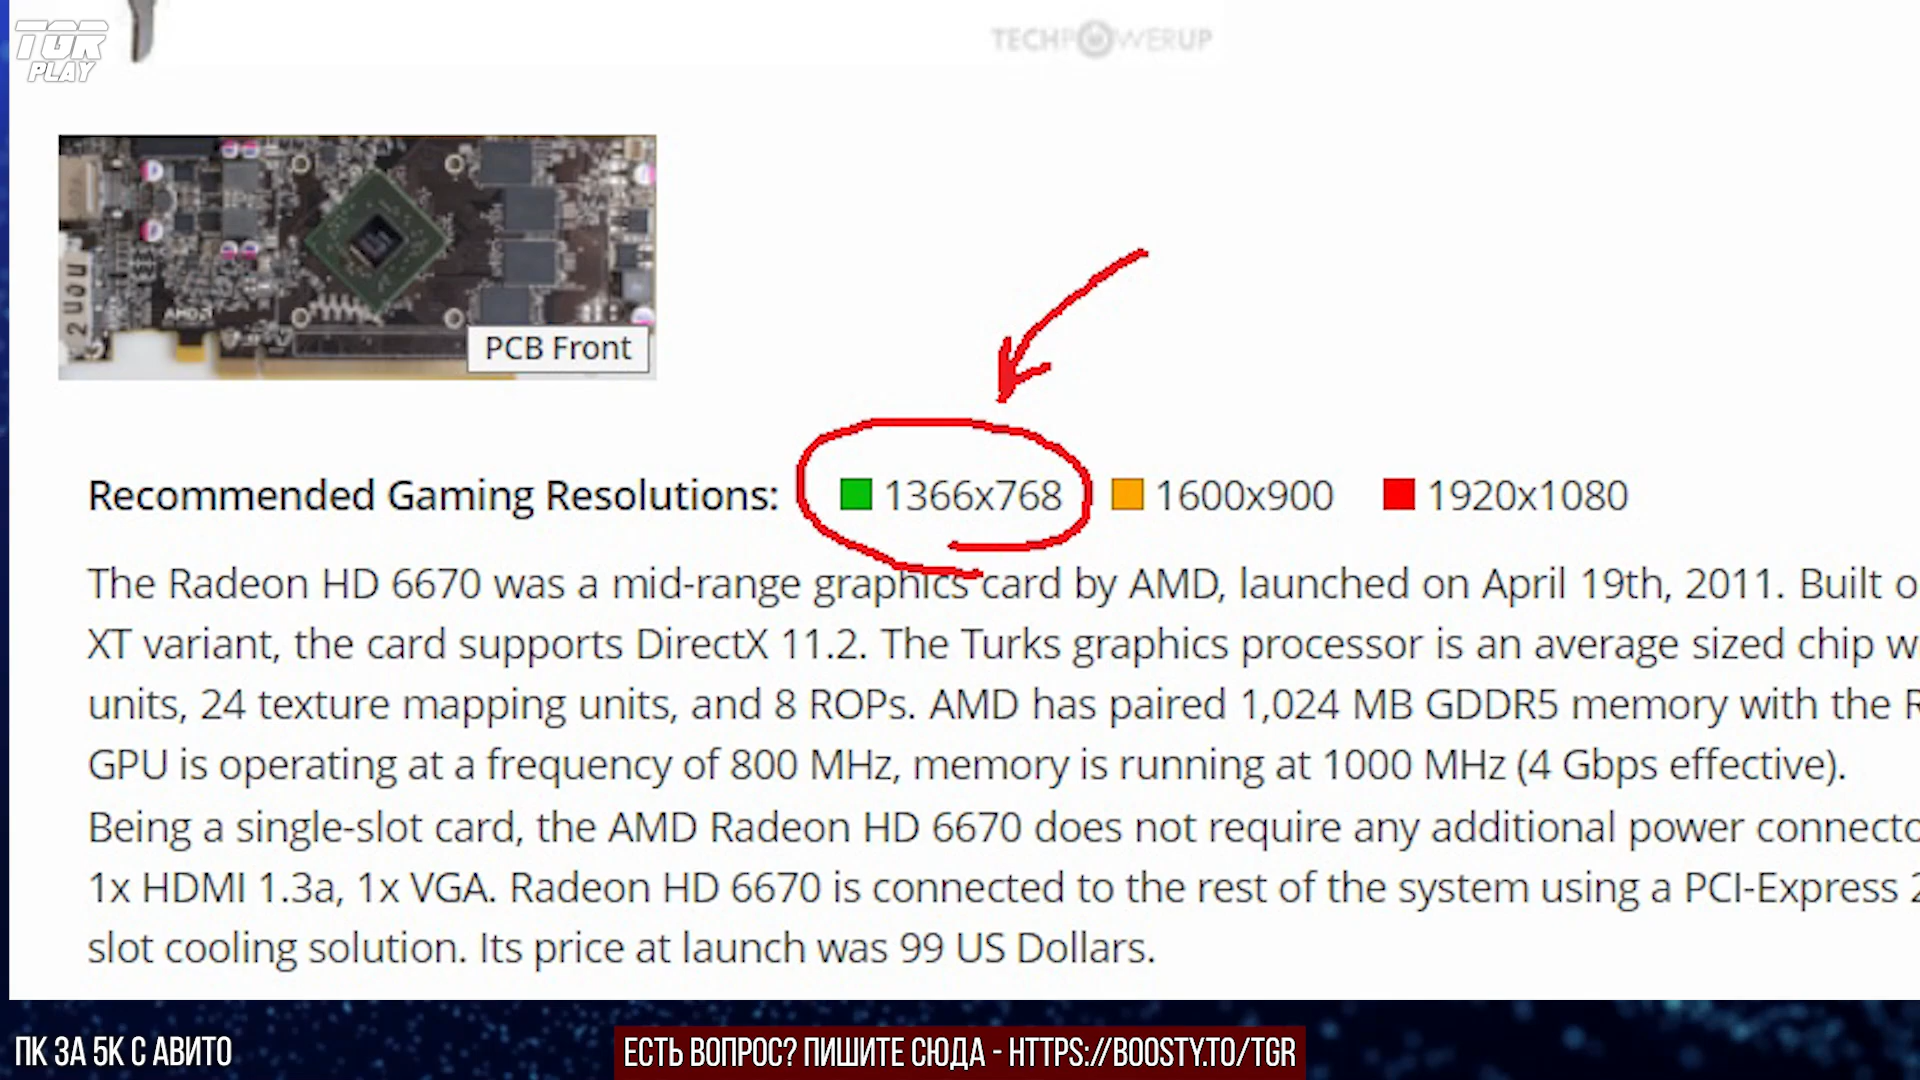 TGR
PLAY
TECHPOWERUP
AMD
PCB Front
Recommended Gaming Resolutions: 1366x768 1600x900 1920x1080
The Radeon HD 6670 was a mid-range graphics card by AMD, launched on April 19th, 2011. Built o
XT variant, the card supports DirectX 11.2. The Turks graphics processor is an average sized chip w
units, 24 texture mapping units, and 8 ROPs. AMD has paired 1,024 MB GDDR5 memory with the R
GPU is operating at a frequency of 800 MHz, memory is running at 1000 MHz (4 Gbps effective).
Being a single-slot card, the AMD Radeon HD 6670 does not require any additional power connecto
1x HDMI 1.3a, 1x VGA. Radeon HD 6670 is connected to the rest of the system using a PCI-Express 2
slot cooling solution. Its price at launch was 99 US Dollars.
ПК ЗА 5К С АВИТО
ЕСТЬ ВОПРОС? ПИШИТЕ СЮДА - HTTPS://BOOSTY.TO/TGR